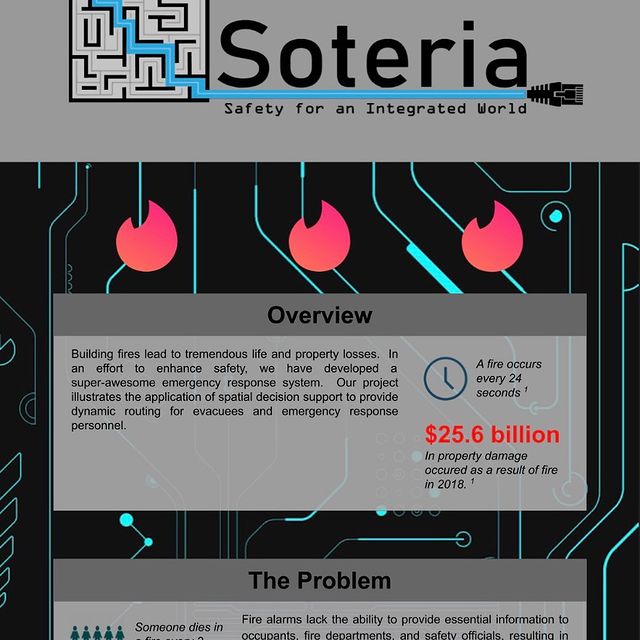 Soteria
Safety for an Integrated World
Overview
Building fires lead to tremendous life and property losses. In
an effort to enhance safety, we have developed a
super-awesome emergency response system. Our project
illustrates the application of spatial decision support to provide
dynamic routing for evacuees and emergency response
personnel.
A fire occurs
every 24
seconds ¹
$25.6 billion
In property damage
occured as a result of fire
in 2018. ¹
The Problem
Someone dies in
a fire every
Fire alarms lack the ability to provide essential information to
occupants, fire departments, and safety officials, resulting in